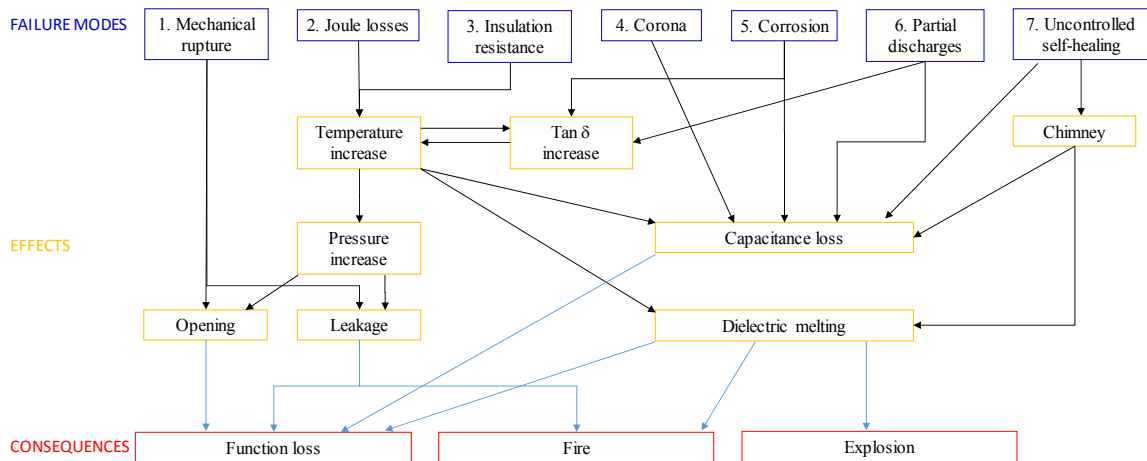 FAILURE MODES
1. Mechanical
rupture
2. Joule losses
3. Insulation
resistance
4. Corona
5. Corrosion
6. Partial
discharges
7. Uncontrolled
self-healing
Temperature
increase
Tan δ
increase
Chimney
EFFECTS
Pressure
increase
Capacitance loss
Opening
Leakage
Dielectric melting
CONSEQUENCES
Function loss
Fire
Explosion